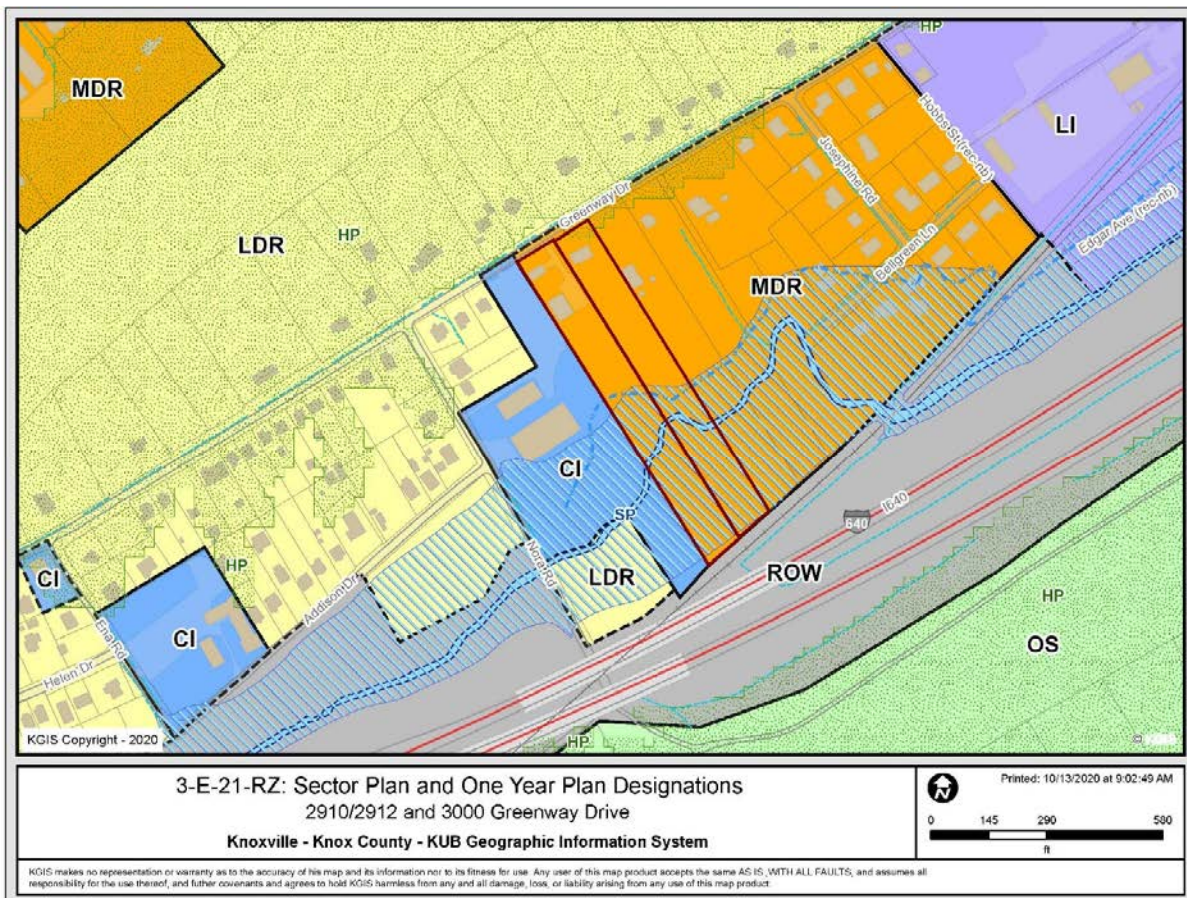 HP
MDR
LI
Hobbs St (rec-nb)
Josephine Rd
Greenway Dr
Edgar Ave (rec-nb)
LDR
HP
Bellgreen Ln
MDR
CI
I640
640
SP
Nora Rd
LDR
ROW
HP
CI
HP
Addison Dr
OS
CI
Helen Dr
KGIS Copyright - 2020
HP
© KGIS
3-E-21-RZ: Sector Plan and One Year Plan Designations
2910/2912 and 3000 Greenway Drive
Knoxville - Knox County - KUB Geographic Information System
N
Printed: 10/13/2020 at 9:02:49 AM
0 145 290 580
ft
KGIS makes no representation or warranty as to the accuracy of his map and its information nor to its fitness for use. Any user of this map product accepts the same AS IS ,WITH ALL FAULTS, and assumes all
responsibility for the use thereof, and futher covenants and agrees to hold KGIS harmless from any and all damage, loss, or liability arising from any use of this map product.